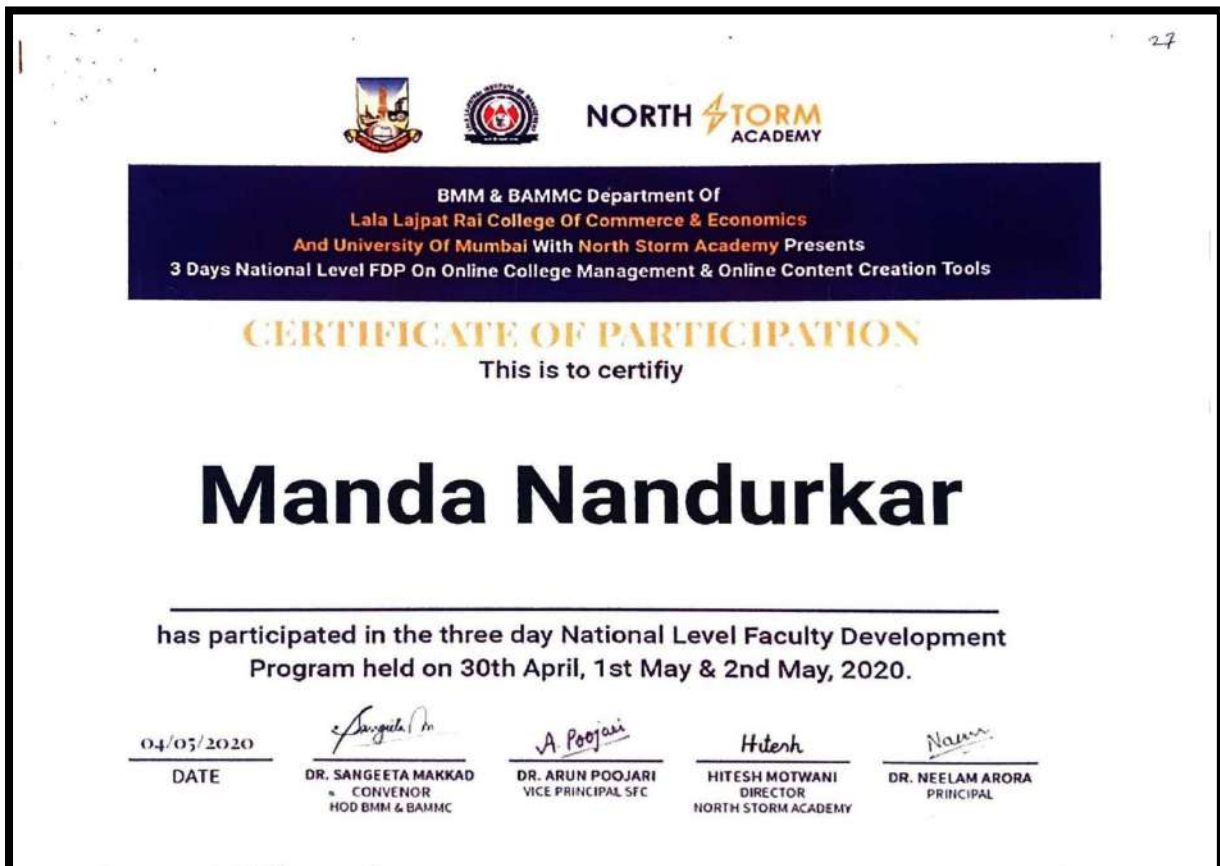 27
NORTH STORM
ACADEMY
BMM & BAMMC Department Of
Lala Lajpat Rai College Of Commerce & Economics
And University Of Mumbai With North Storm Academy Presents
3 Days National Level FDP On Online College Management & Online Content Creation Tools
CERTIFICATE OF PARTICIPATION
This is to certifiy
Manda Nandurkar
has participated in the three day National Level Faculty Development
Program held on 30th April, 1st May & 2nd May, 2020.
04/05/2020
DATE
Sangeeta M
DR. SANGEETA MAKKAD
CONVENOR
HOD BMM & BAMMC
A. Poojari
DR. ARUN POOJARI
VICE PRINCIPAL SFC
Hitesh
HITESH MOTWANI
DIRECTOR
NORTH STORM ACADEMY
DR. NEELAM ARORA
PRINCIPAL